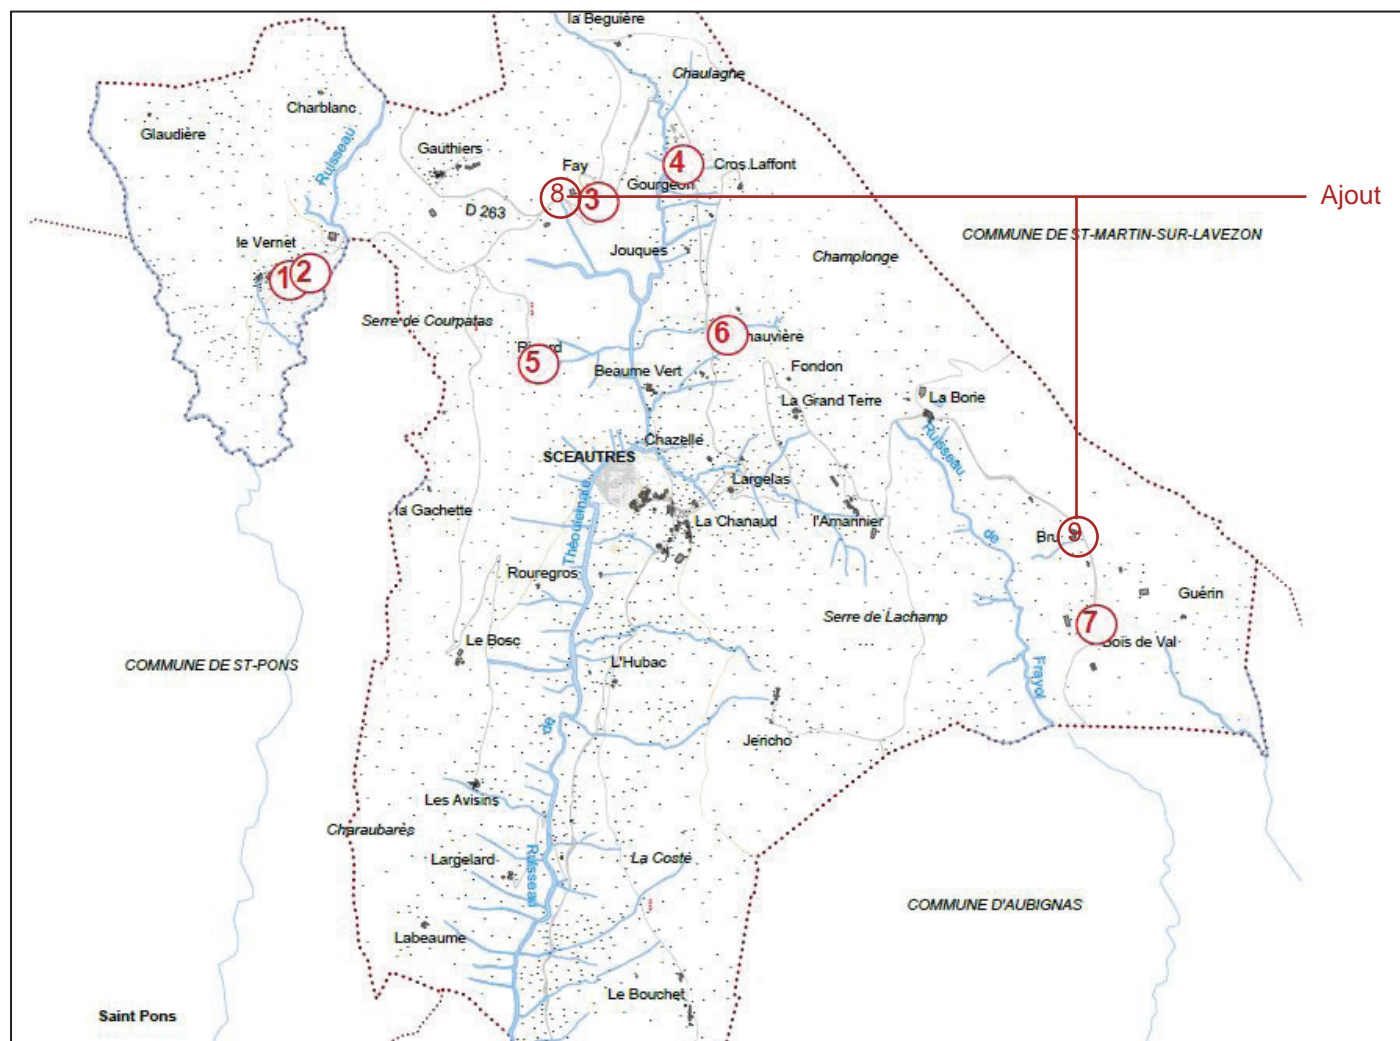 la Beguière
Chaulagne
Charblanc
Glaudière
Ruisseau
Gauthiers
Fay
4
Cros Laffont
Gourgeon
8
3
Ajout
D 263
COMMUNE DE ST-MARTIN-SUR-LAVEZON
le Vernet
Jouques
Champlonge
1
2
Serre de Courpatas
6
5
Beaume Vert
Fondon
La Grand Terre
La Borie
Ruisseau
Chazelle
SCEAUTRES
Largelas
Théoulemale
la Gachette
La Chanaud
l'Amannier
de
9
Rouregros
Guérin
Serre de Lachamp
7
Le Bosc
Bois de Val
COMMUNE DE ST-PONS
L'Hubac
Frayol
de
Jericho
Les Avisins
Charaubarès
Largelard
La Coste
Ruisseau
COMMUNE D'AUBIGNAS
Labeaume
Le Bouchet
Saint Pons